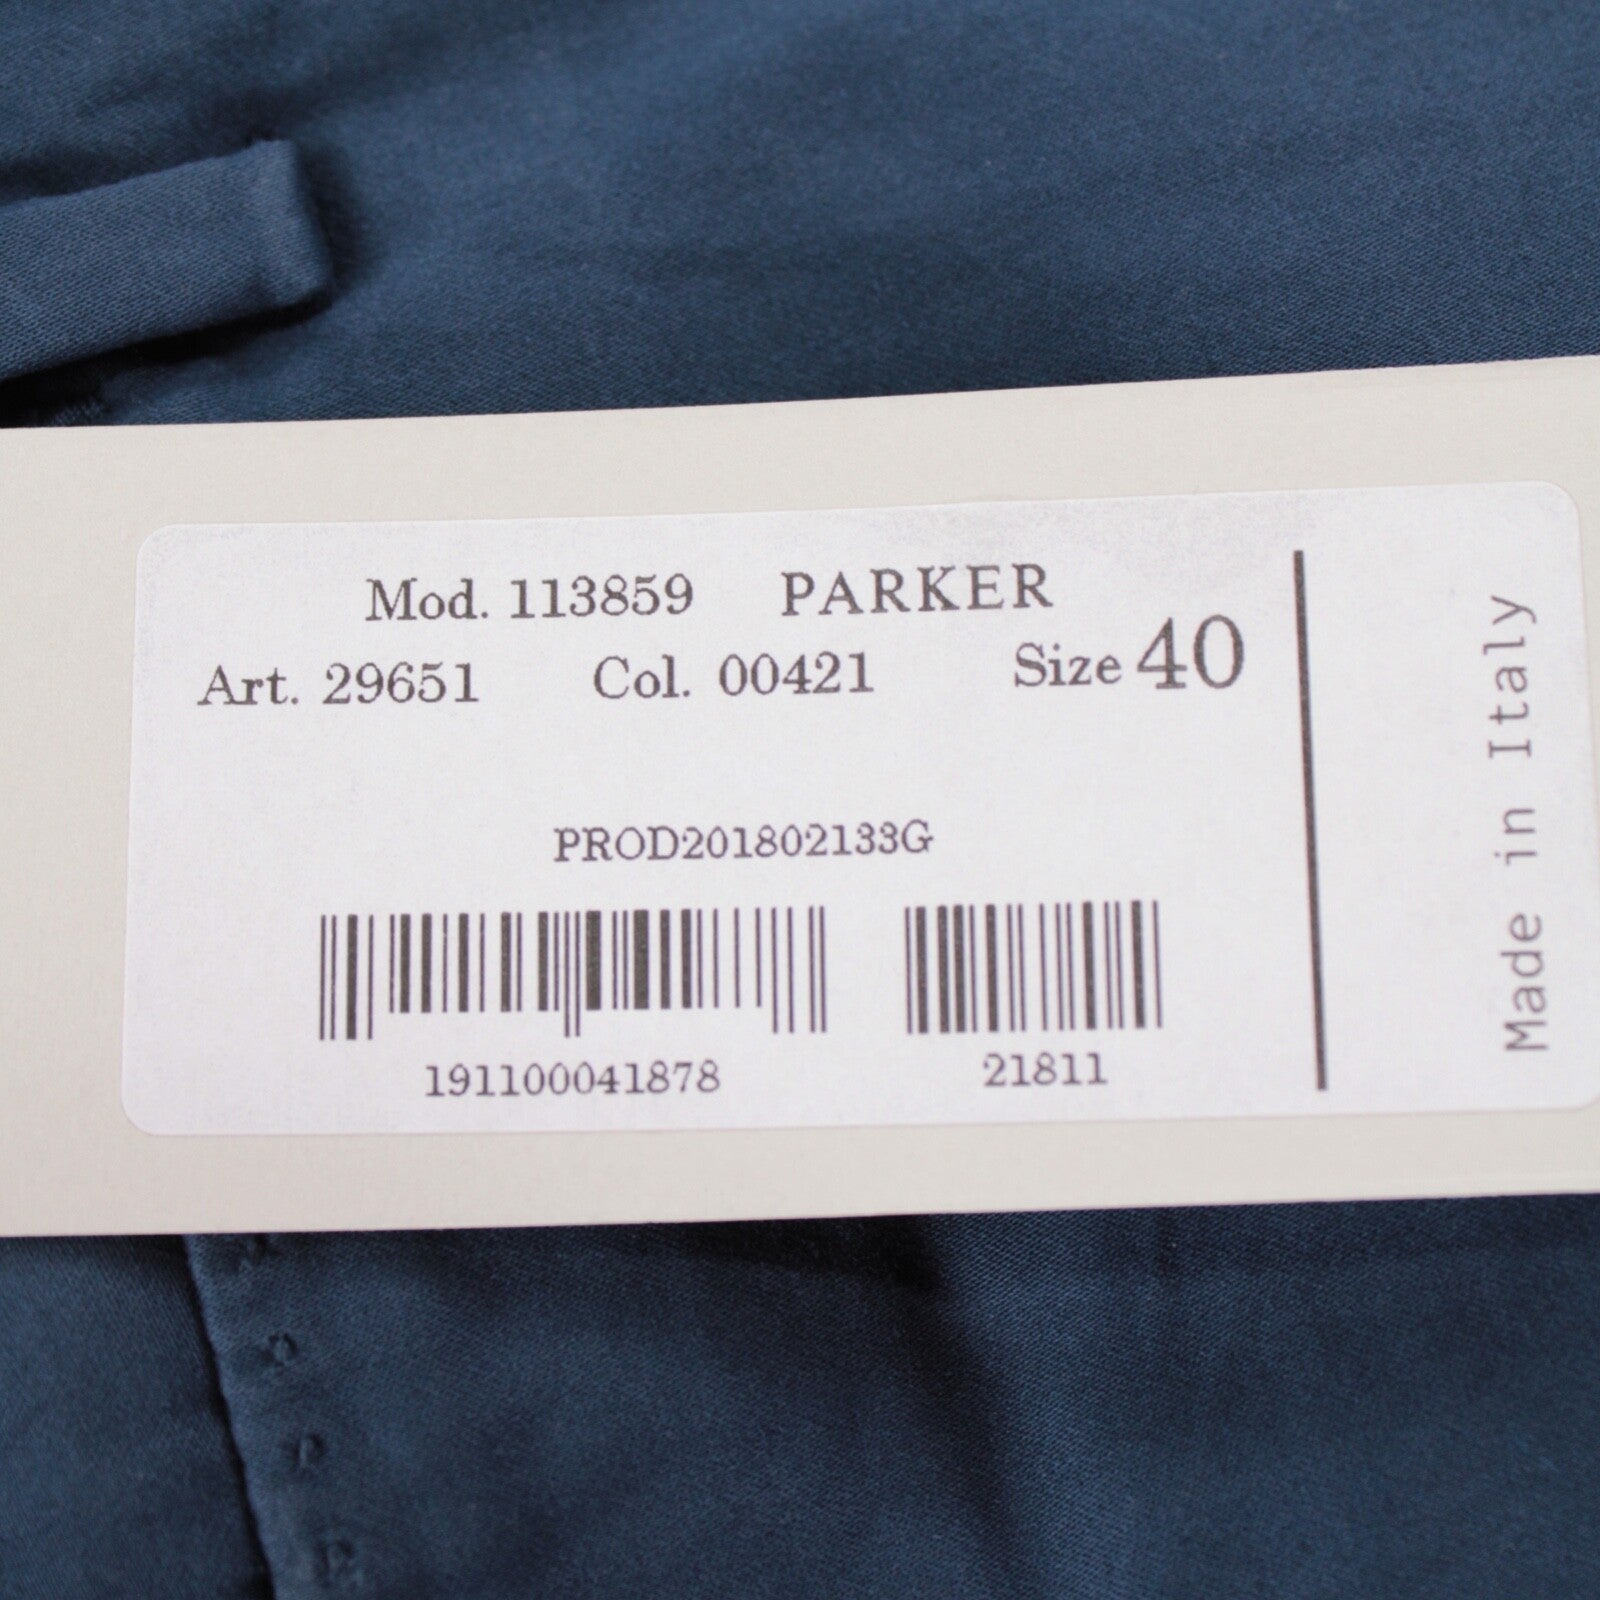 Mod. 113859 PARKER
Art. 29651 Col. 00421 Size 40
PROD201802133G
191100041878 21811
Made in Italy